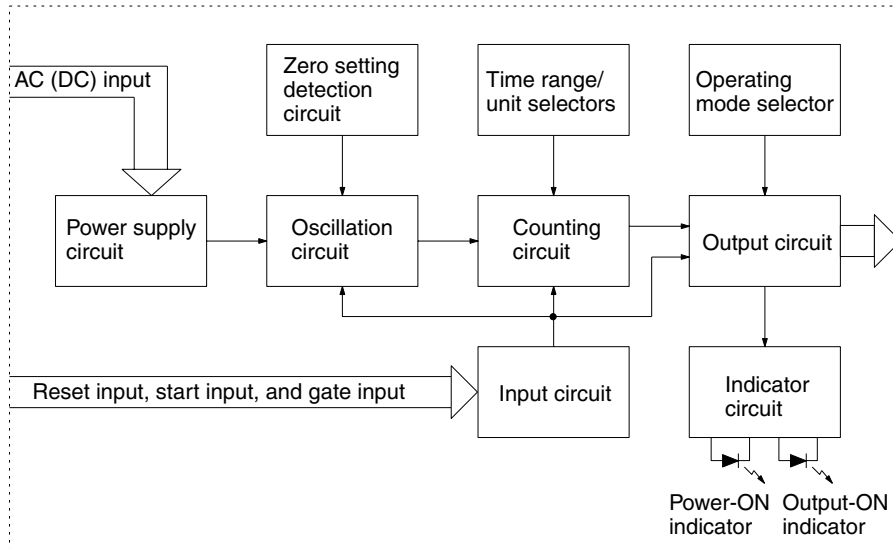 AC (DC) input
Zero setting
detection
circuit
Time range/
unit selectors
Operating
mode selector
Power supply
circuit
Oscillation
circuit
Counting
circuit
Output circuit
Reset input, start input, and gate input
Input circuit
Indicator
circuit
Power-ON
indicator
Output-ON
indicator